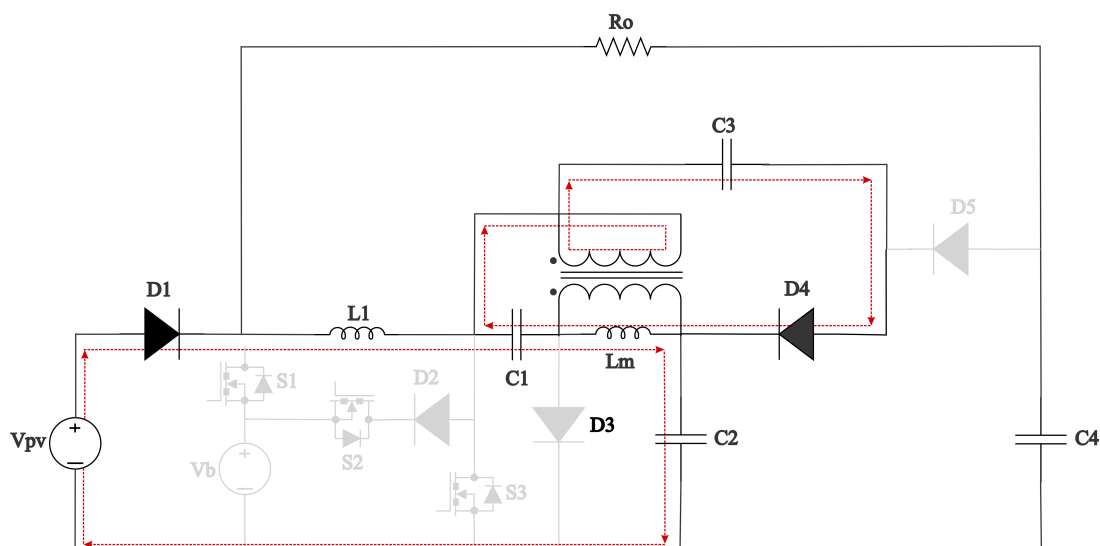 Ro
C3
D5
D1
L1
D4
Lm
C1
S1
D2
D3
C2
C4
Vpv
+
Vb
+
S2
S3